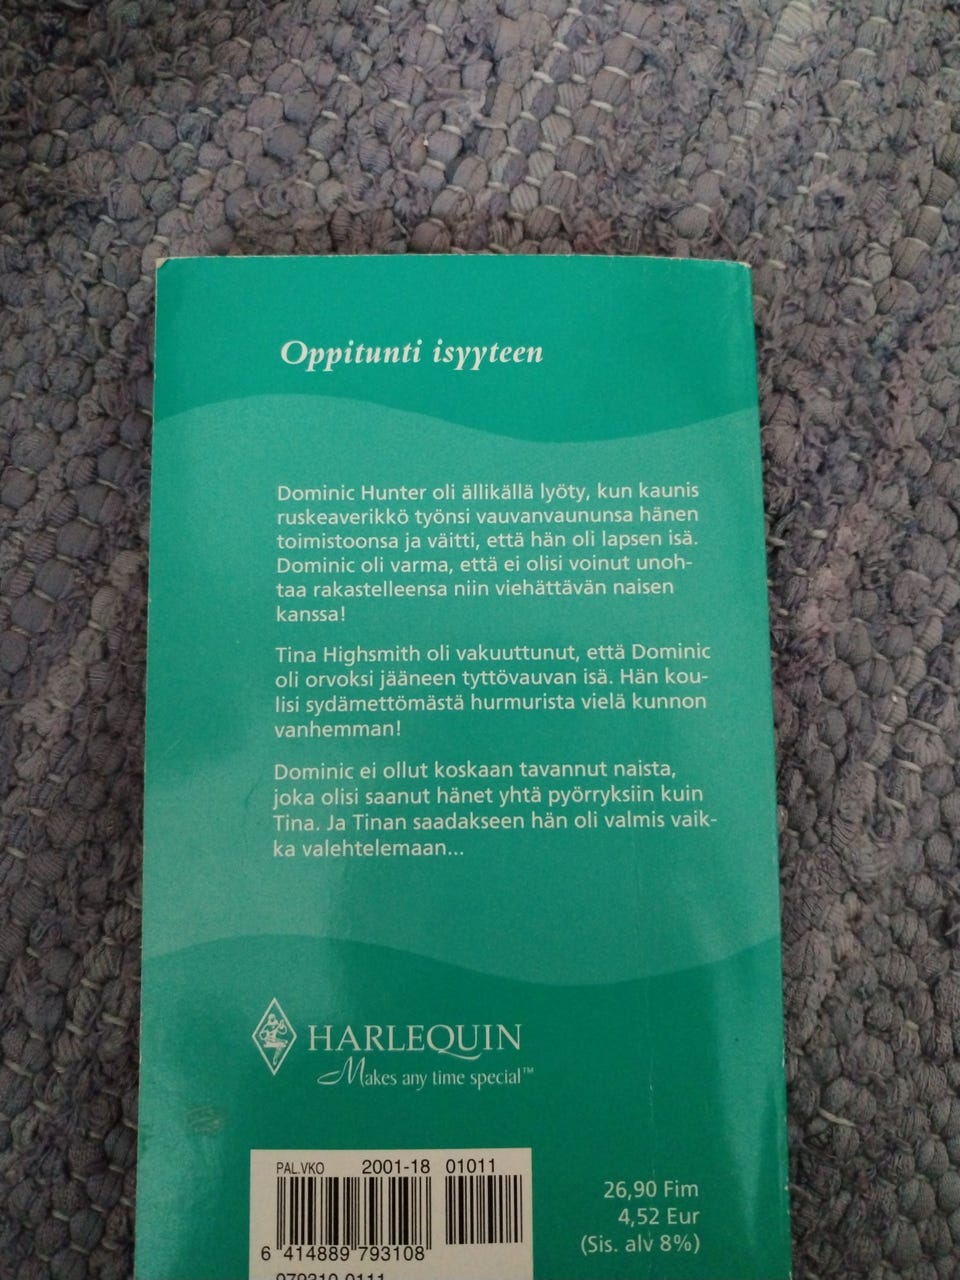 Oppitunti isyyteen
Dominic Hunter oli ällikällä lyöty, kun kaunis
ruskeaverikkö työnsi vauvanvaununsa hänen
toimistoonsa ja väitti, että hän oli lapsen isä.
Dominic oli varma, että ei olisi voinut unoh-
taa rakastelleensa niin viehättävän naisen
kanssa!
Tina Highsmith oli vakuuttunut, että Dominic
oli orvoksi jääneen tyttövauvan isä. Hän kou-
lisi sydämettömästä hurmurista vielä kunnon
vanhemman!
Dominic ei ollut koskaan tavannut naista,
joka olisi saanut hänet yhtä pyörryksiin kuin
Tina. Ja Tinan saadakseen hän oli valmis vaik-
ka valehtelemaan...
HARLEQUIN
Makes any time special™
PAL.VKO 2001-18 01011
6 414889 793108
26,90 Fim
4,52 Eur
(Sis. alv 8%)